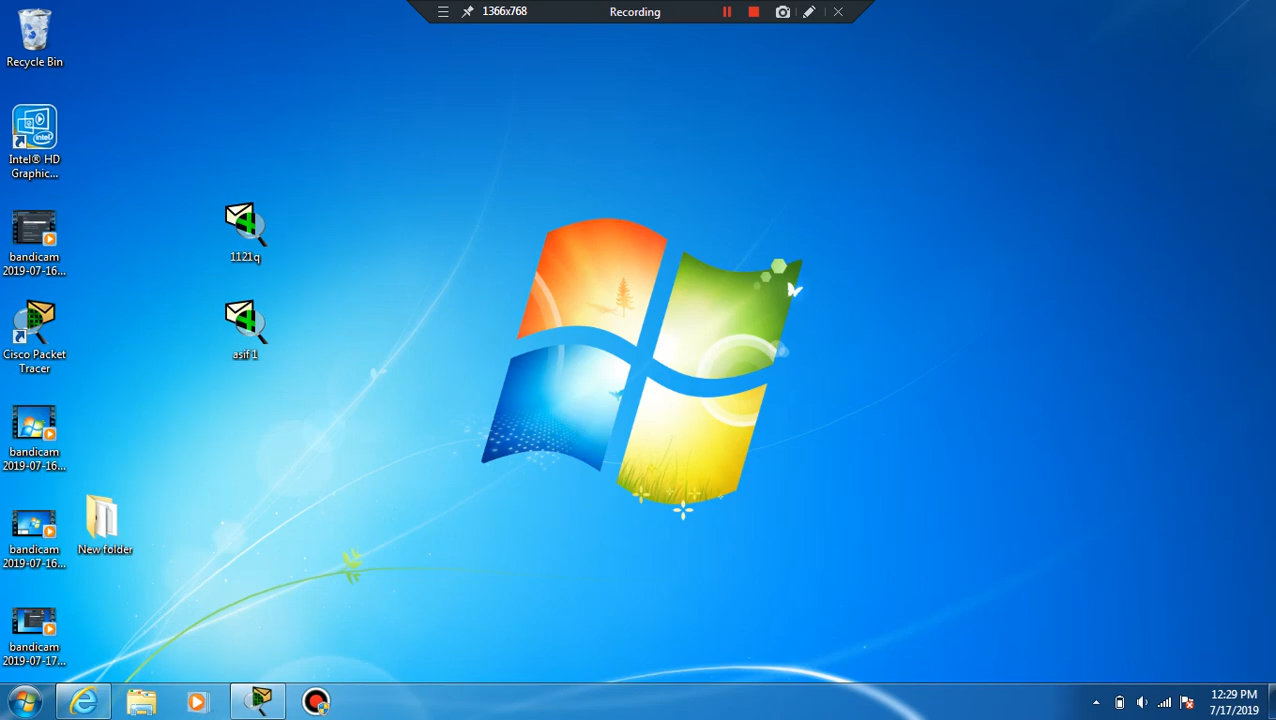 1366x768
Recording
Recycle Bin
intel
Intel® HD
Graphic...
bandicam
2019-07-16...
Cisco Packet
Tracer
bandicam
2019-07-16...
bandicam
2019-07-16...
bandicam
2019-07-17...
1121q
asif 1
New folder
12:29 PM
7/17/2019